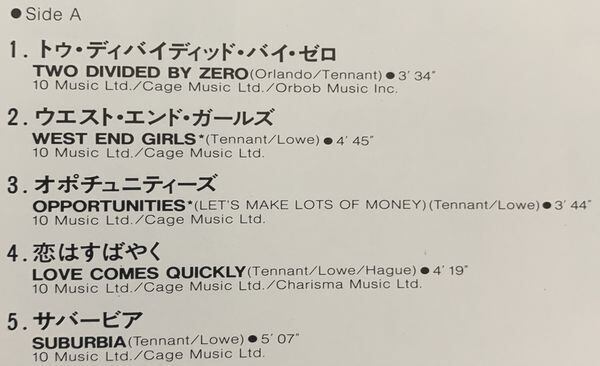 ●Side A
1. トゥ・ディバイディッド・バイ・ゼロ
TWO DIVIDED BY ZERO(Orlando/Tennant)●3′34″
10 Music Ltd./Cage Music Ltd./Orbob Music Inc.
2. ウエスト・エンド・ガールズ
WEST END GIRLS*(Tennant/Lowe)●4′45″
10 Music Ltd./Cage Music Ltd.
3. オポチュニティーズ
OPPORTUNITIES*(LET'S MAKE LOTS OF MONEY)(Tennant/Lowe)●3′44″
10 Music Ltd./Cage Music Ltd.
4. 恋はすばやく
LOVE COMES QUICKLY(Tennant/Lowe/Hague)●4′19″
10 Music Ltd./Cage Music Ltd./Charisma Music Ltd.
5. サバービア
SUBURBIA(Tennant/Lowe)●5′07″
10 Music Ltd./Cage Music Ltd.